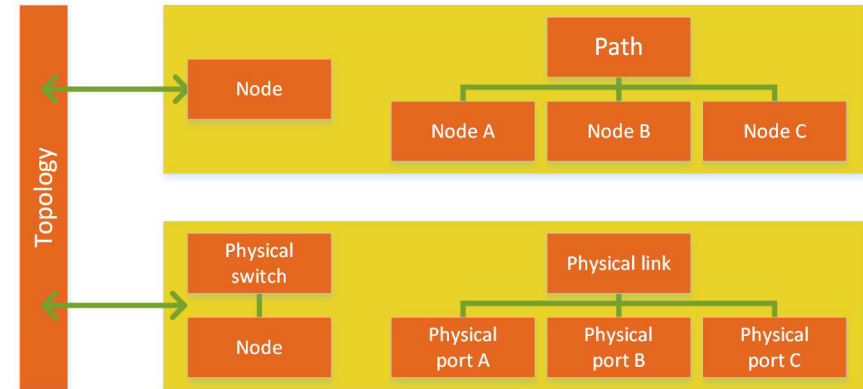 Topology
Node
Path
Node A
Node B
Node C
Physical
switch
Node
Physical link
Physical
port A
Physical
port B
Physical
port C